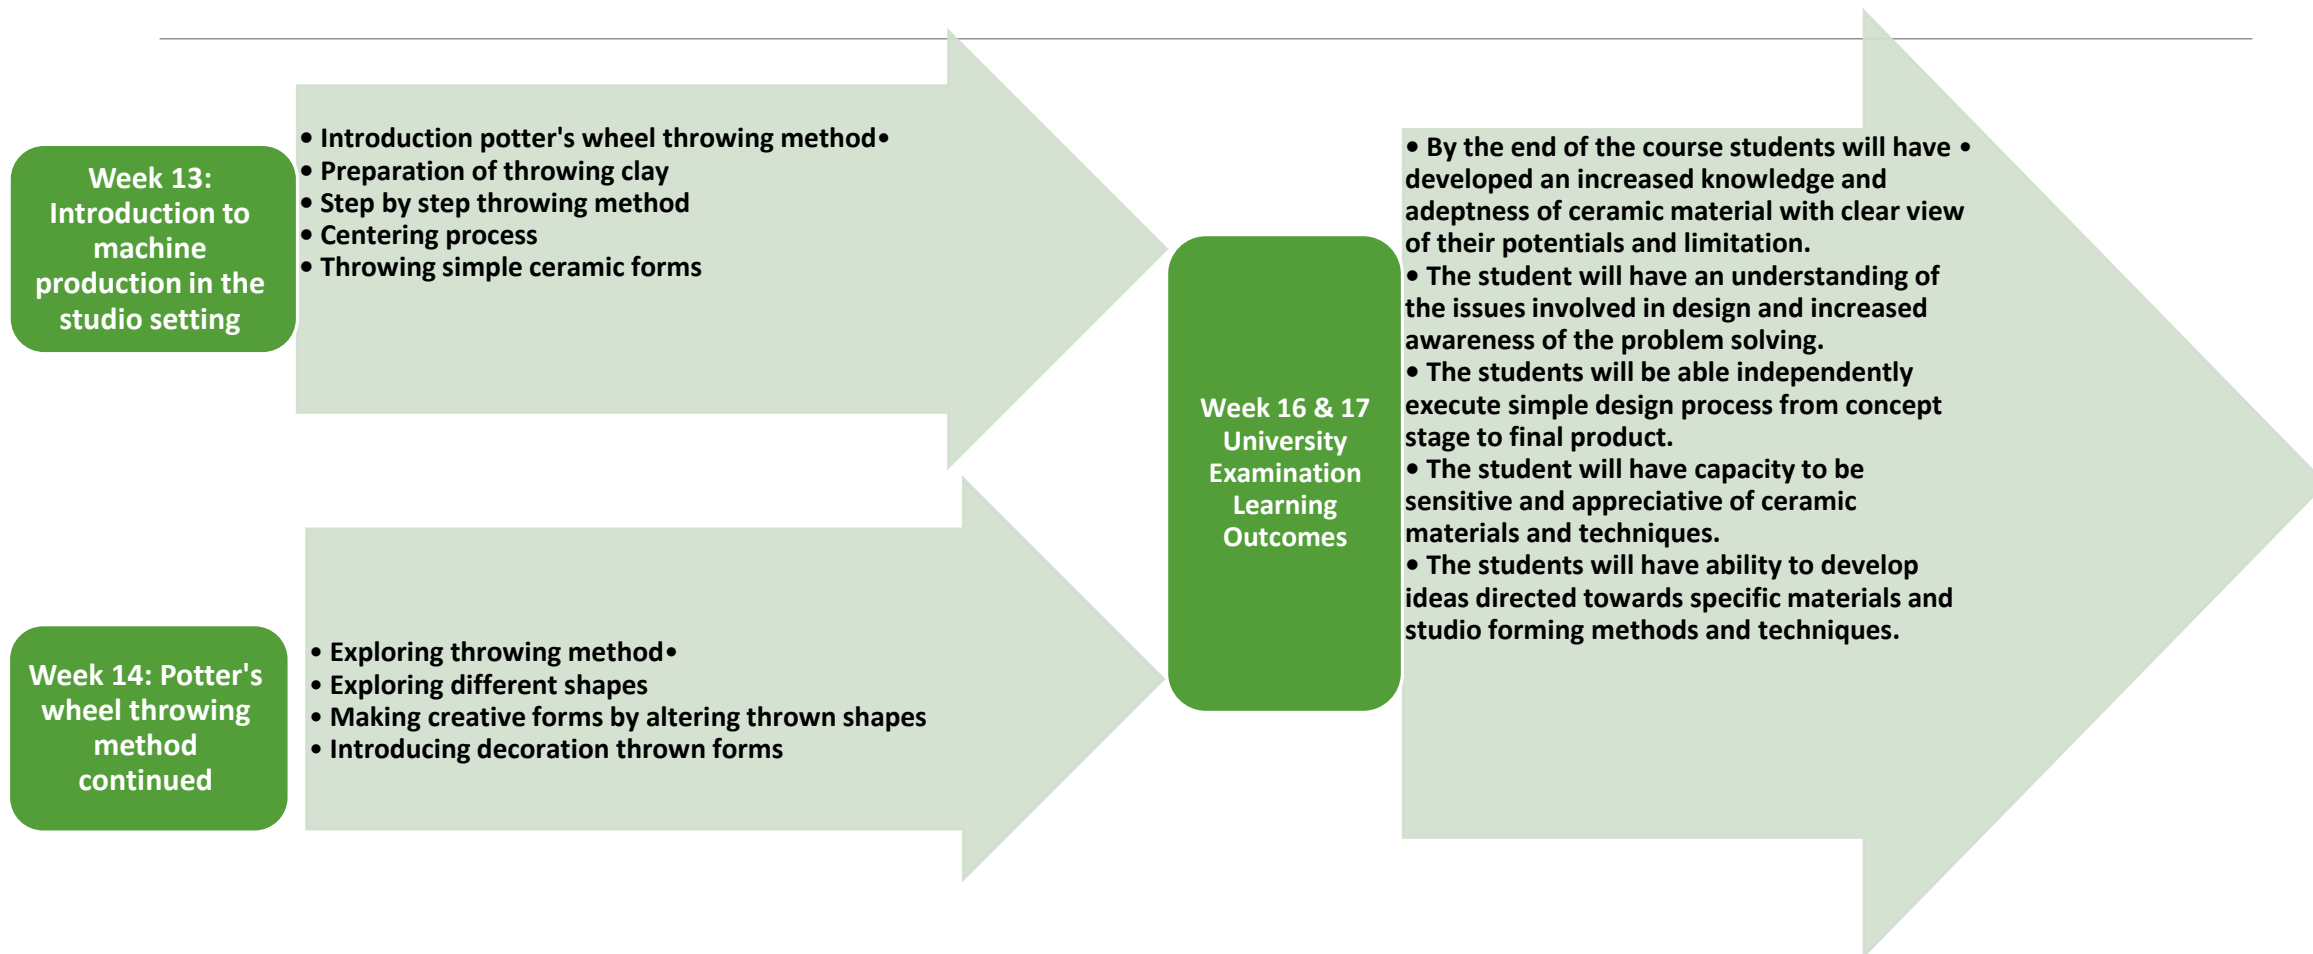 Week 13:
Introduction to
machine
production in the
studio setting
• Introduction potter's wheel throwing method•
• Preparation of throwing clay
• Step by step throwing method
• Centering process
• Throwing simple ceramic forms
Week 14: Potter's
wheel throwing
method
continued
• Exploring throwing method•
• Exploring different shapes
• Making creative forms by altering thrown shapes
• Introducing decoration thrown forms
Week 16 & 17
University
Examination
Learning
Outcomes
• By the end of the course students will have •
developed an increased knowledge and
adeptness of ceramic material with clear view
of their potentials and limitation.
• The student will have an understanding of
the issues involved in design and increased
awareness of the problem solving.
• The students will be able independently
execute simple design process from concept
stage to final product.
• The student will have capacity to be
sensitive and appreciative of ceramic
materials and techniques.
• The students will have ability to develop
ideas directed towards specific materials and
studio forming methods and techniques.